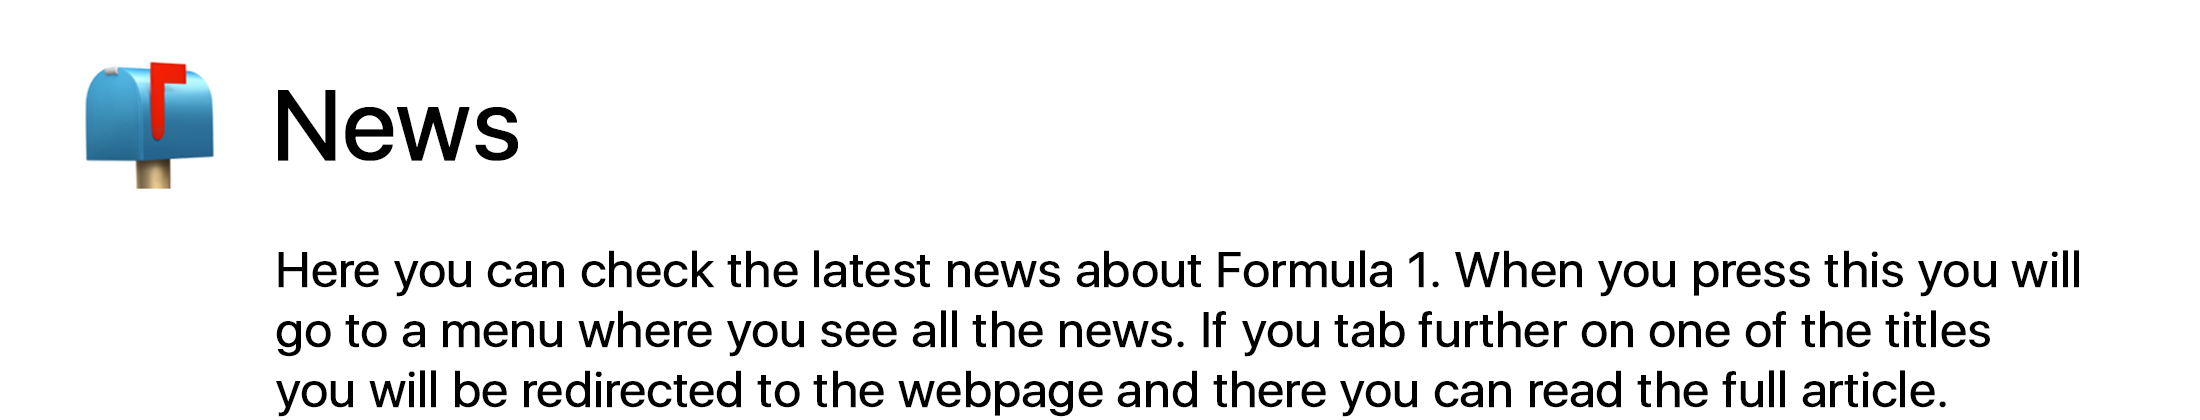 News
Here you can check the latest news about Formula 1. When you press this you will
go to a menu where you see all the news. If you tab further on one of the titles
you will be redirected to the webpage and there you can read the full article.